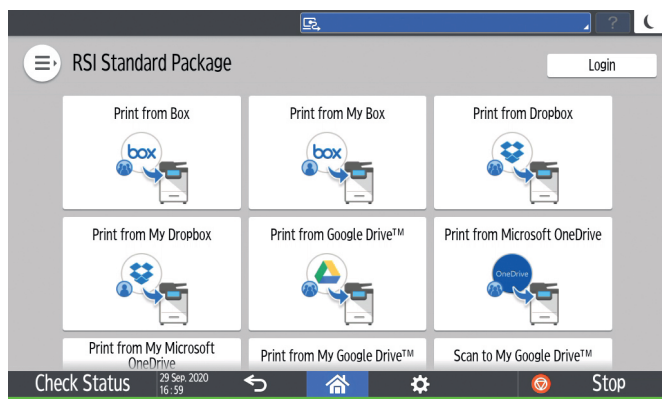 ?
RSI Standard Package
Login
Print from Box
Print from My Box
Print from Dropbox
box
box
Print from My Dropbox
Print from Google Drive™
Print from Microsoft OneDrive
OneDrive
Print from My Microsoft
OneDrive
Print from My Google Drive™
Scan to My Google Drive™
Check Status
29 Sep. 2020
16:59
Stop